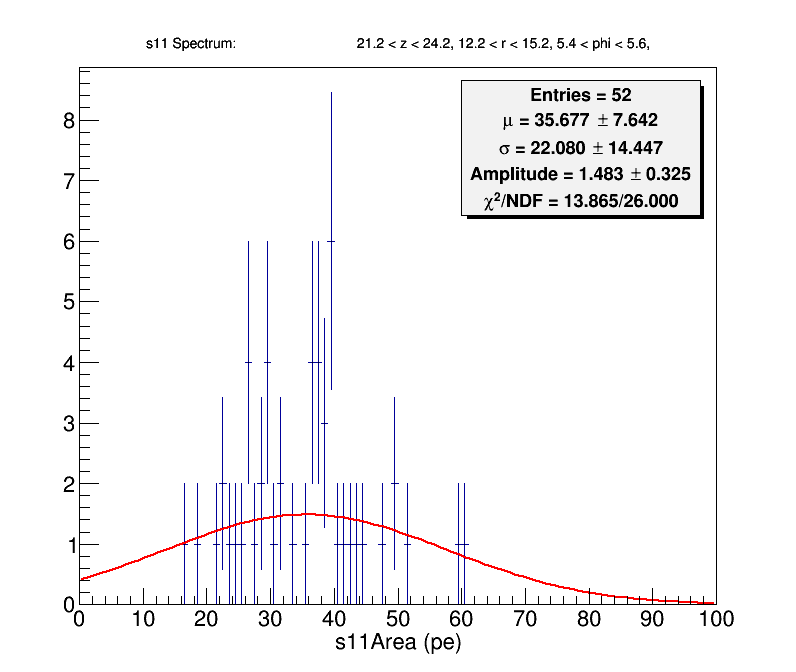 s11 Spectrum: 21.2 < z < 24.2, 12.2 < r < 15.2, 5.4 < phi < 5.6,
Entries = 52
μ = 35.677 ± 7.642
σ = 22.080 ± 14.447
Amplitude = 1.483 ± 0.325
χ²/NDF = 13.865/26.000
8
7
6
5
4
3
2
1
0
0 10 20 30 40 50 60 70 80 90 100
s11Area (pe)